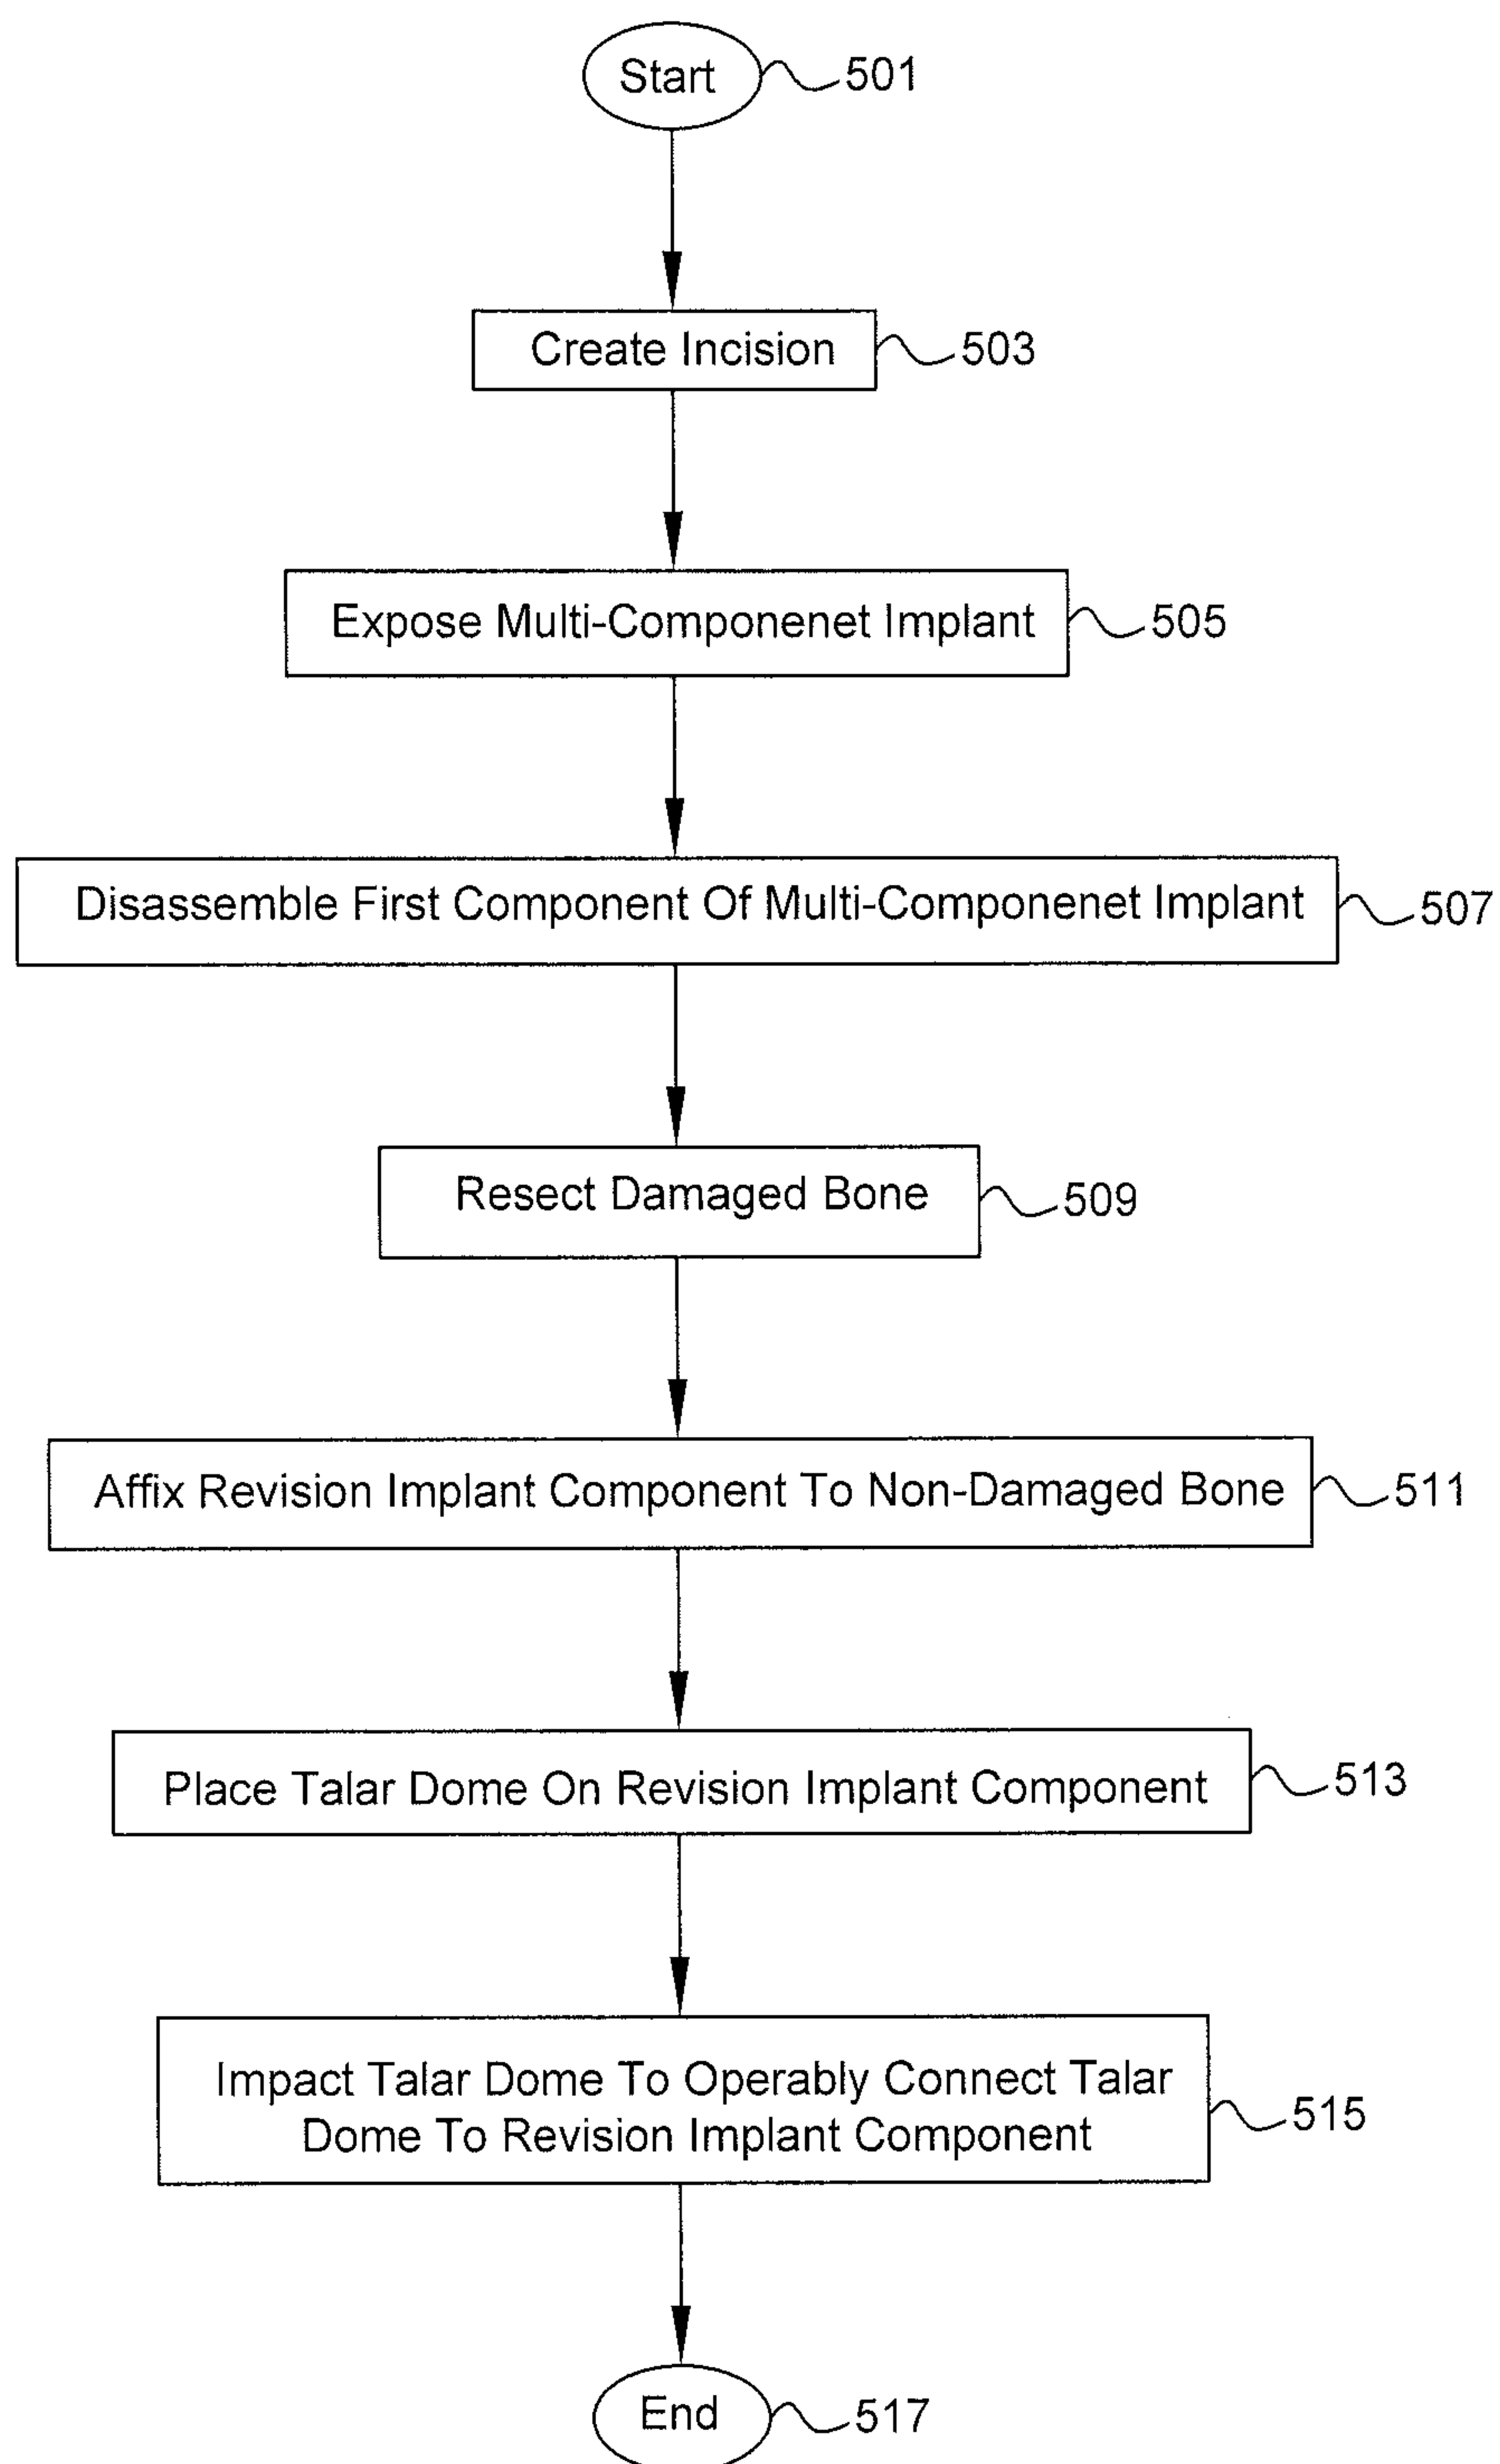 Start
501
Create Incision
503
Expose Multi-Componenet Implant
505
Disassemble First Component Of Multi-Componenet Implant
507
Resect Damaged Bone
509
Affix Revision Implant Component To Non-Damaged Bone
511
Place Talar Dome On Revision Implant Component
513
Impact Talar Dome To Operably Connect Talar
Dome To Revision Implant Component
515
End
517